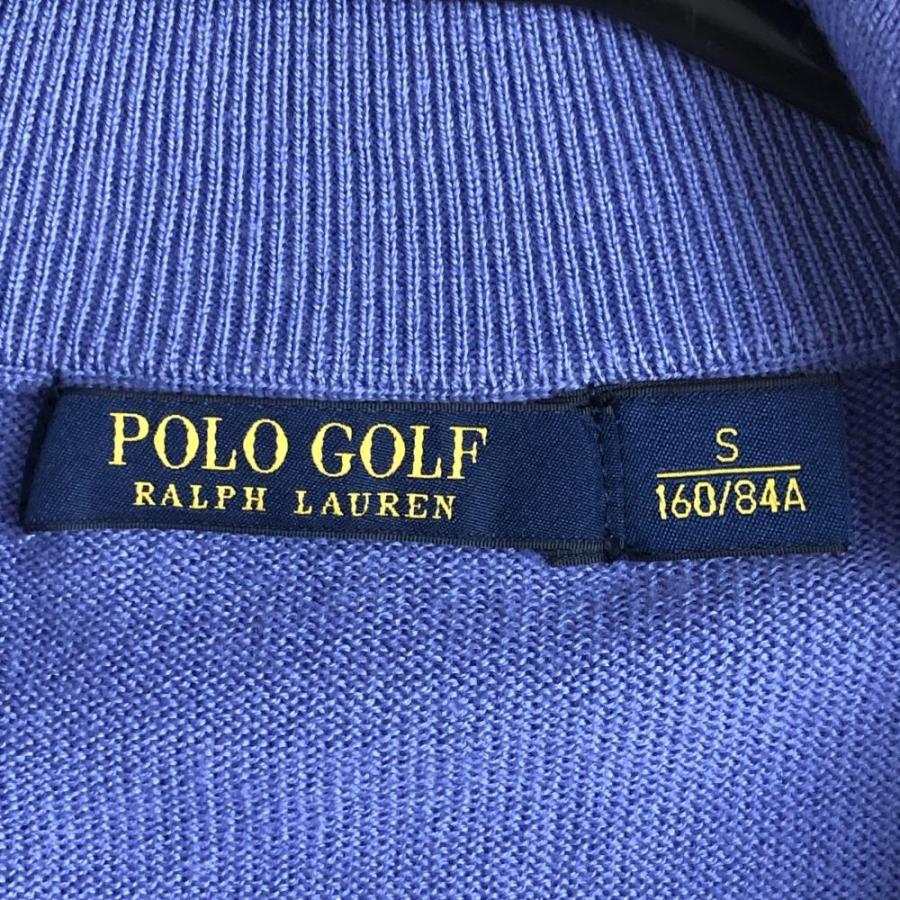 POLO GOLF
RALPH LAUREN
S
160/84A